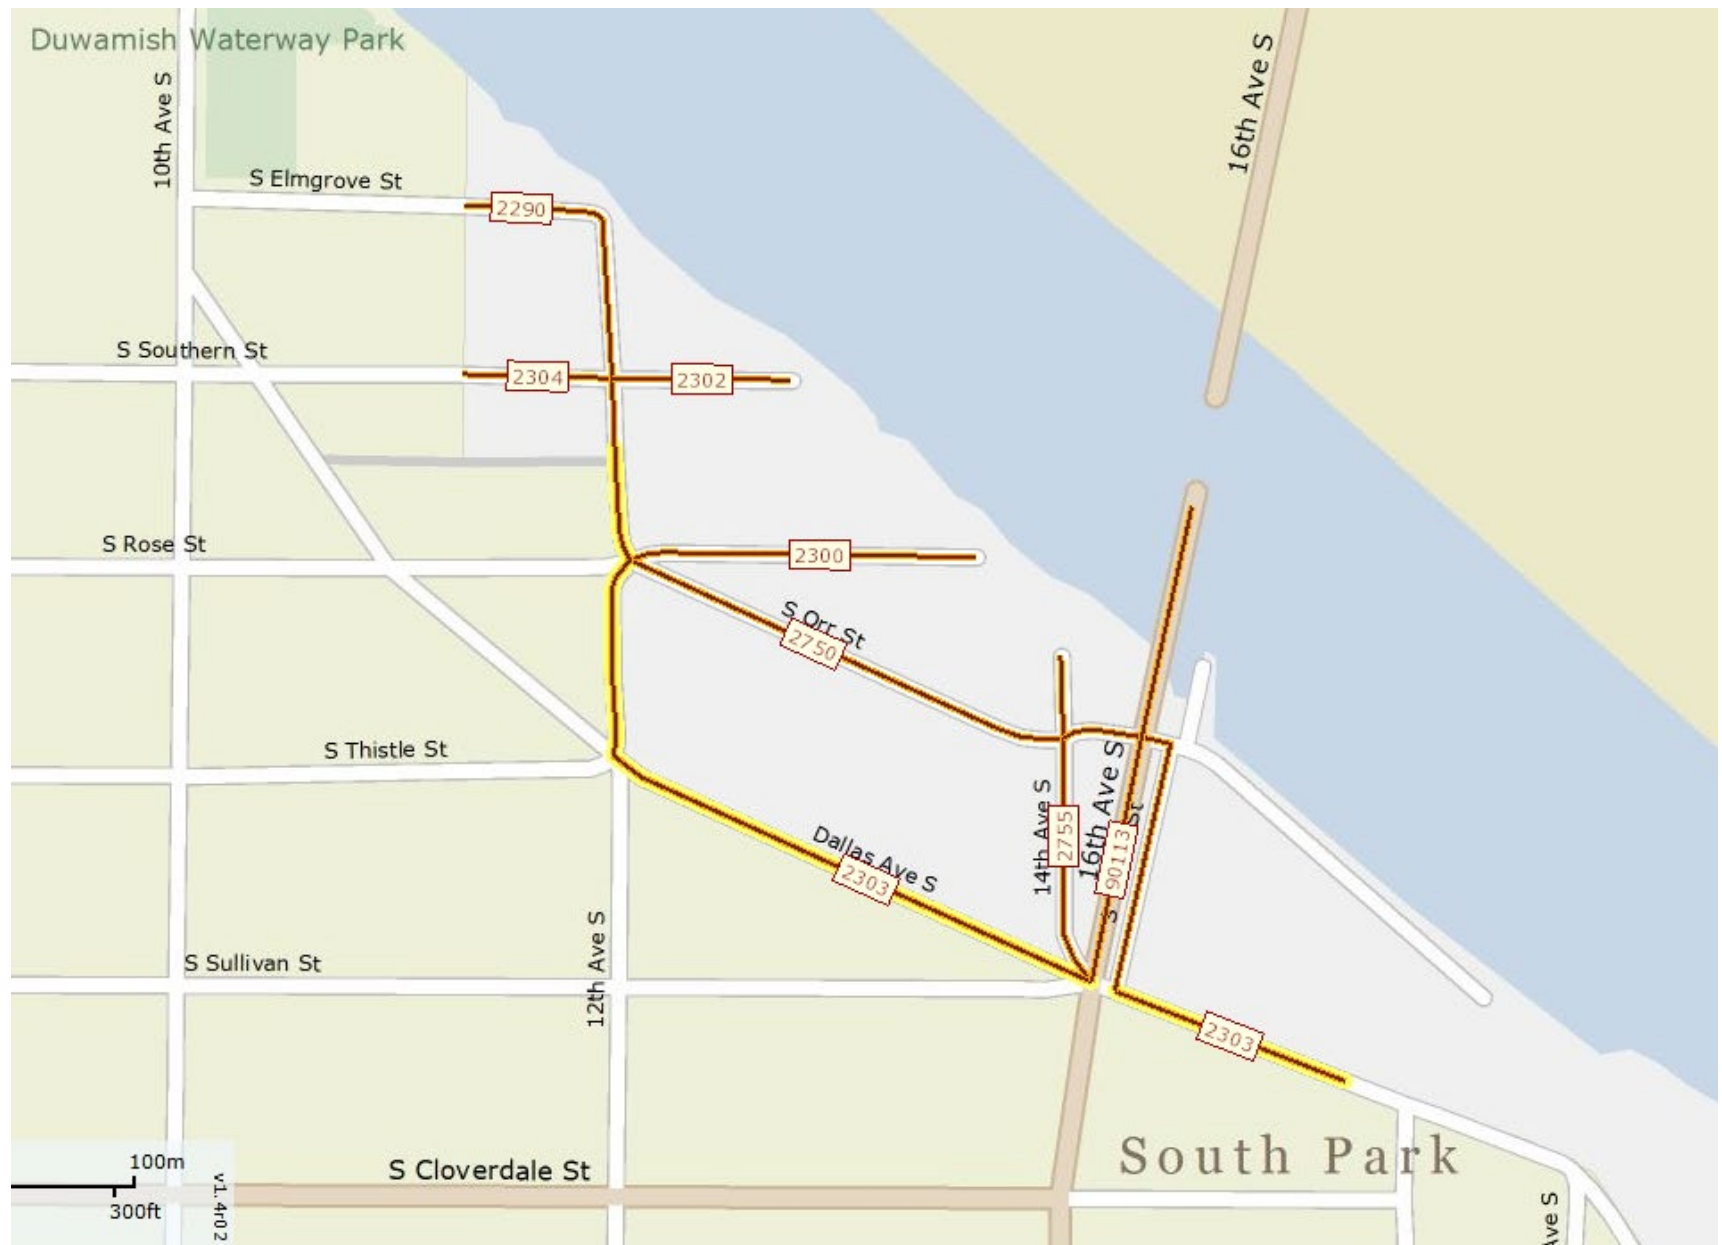 Duwamish Waterway Park
10th Ave S
16th Ave S
S Elmgrove St
2290
S Southern St
2304
2302
S Rose St
2300
S Orr St
2750
S Thistle St
14th Ave S
2755
16th Ave S
90113
St
S
Dallas Ave S
2303
12th Ave S
S Sullivan St
2303
South Park
S Cloverdale St
100m
300ft
v1.4r02
Ave S